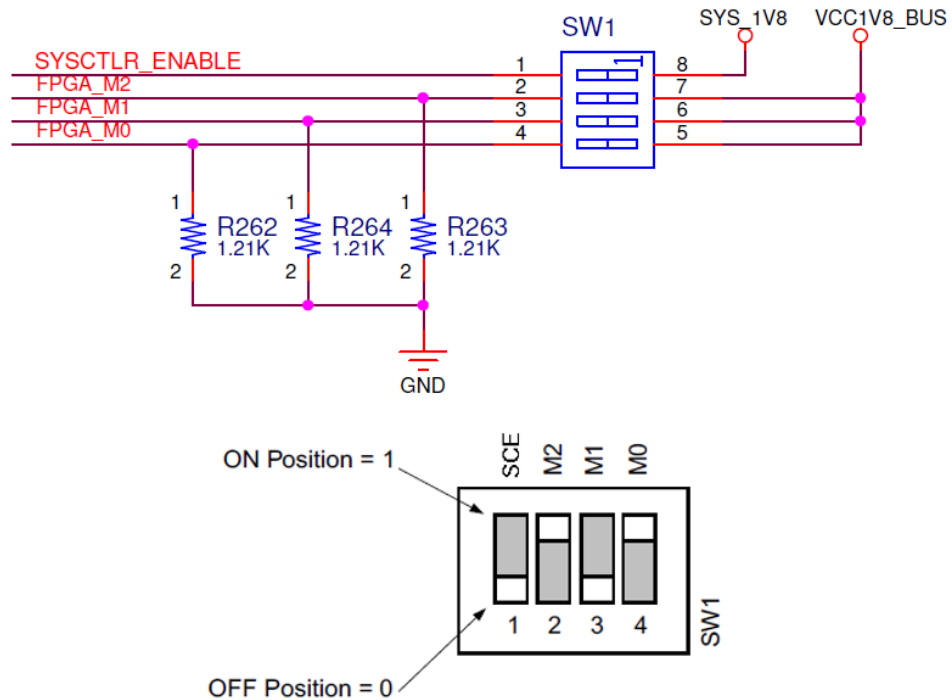 SYS_1V8 VCC1V8_BUS
SW1
SYSCTLR_ENABLE 1 1 8
FPGA_M2 2 7
FPGA_M1 3 6
FPGA_M0 4 5
1 1 1
R262 R264 R263
1.21K 1.21K 1.21K
2 2 2
GND
SCE M2 M1 M0
ON Position = 1
1 2 3 4
SW1
OFF Position = 0